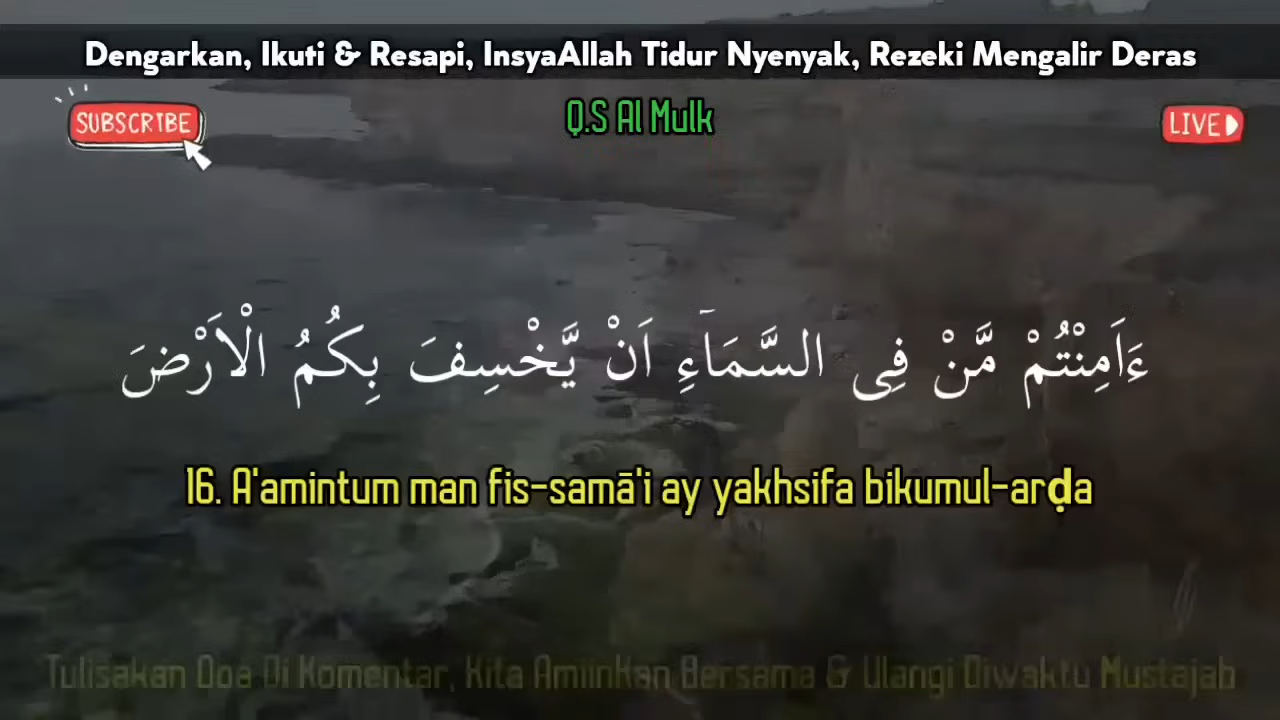 Dengarkan, Ikuti & Resapi, InsyaAllah Tidur Nyenyak, Rezeki Mengalir Deras
SUBSCRIBE
Q.S Al Mulk
LIVE
ءَاَمِنْتُمْ مَّنْ فِى السَّمَاۤءِ اَنْ يَّخْسِفَ بِكُمُ الْاَرْضَ
16. A'amintum man fis-samā'i ay yakhsifa bikumul-arḍa
Tulisakan Doa Di Komentar, Kita Amiinkan Bersama & Ulangi Diwaktu Mustajab